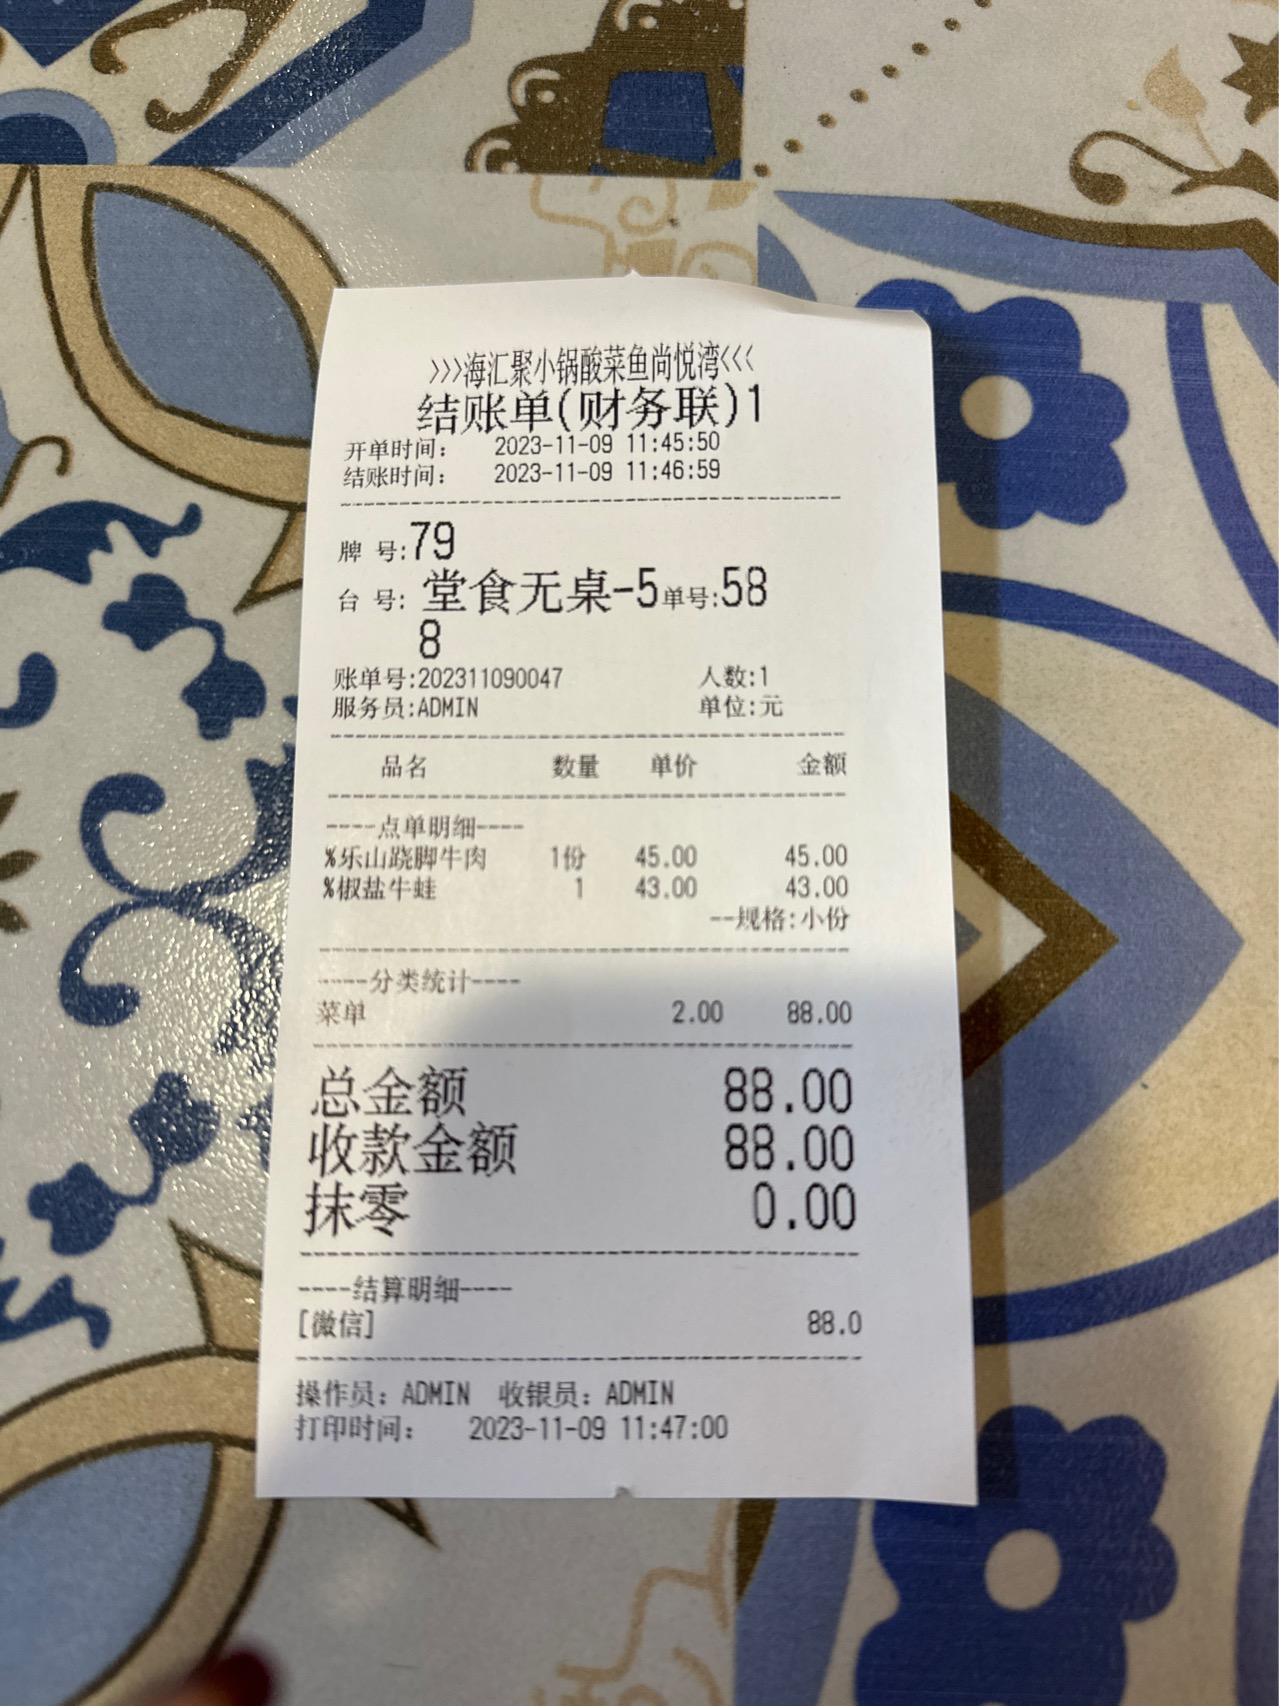 >>>海汇聚小锅酸菜鱼尚悦湾<<<
结账单(财务联)1
开单时间: 2023-11-09 11:45:50
结账时间: 2023-11-09 11:46:59
牌 号:79
台 号: 堂食无桌-5单号:58
8
账单号:202311090047 人数:1
服务员:ADMIN 单位:元
品名 数量 单价 金额
----点单明细----
%乐山跷脚牛肉 1份 45.00 45.00
%椒盐牛蛙 1 43.00 43.00
--规格:小份
----分类统计----
菜单 2.00 88.00
总金额 88.00
收款金额 88.00
抹零 0.00
----结算明细----
[微信] 88.0
操作员: ADMIN 收银员: ADMIN
打印时间: 2023-11-09 11:47:00